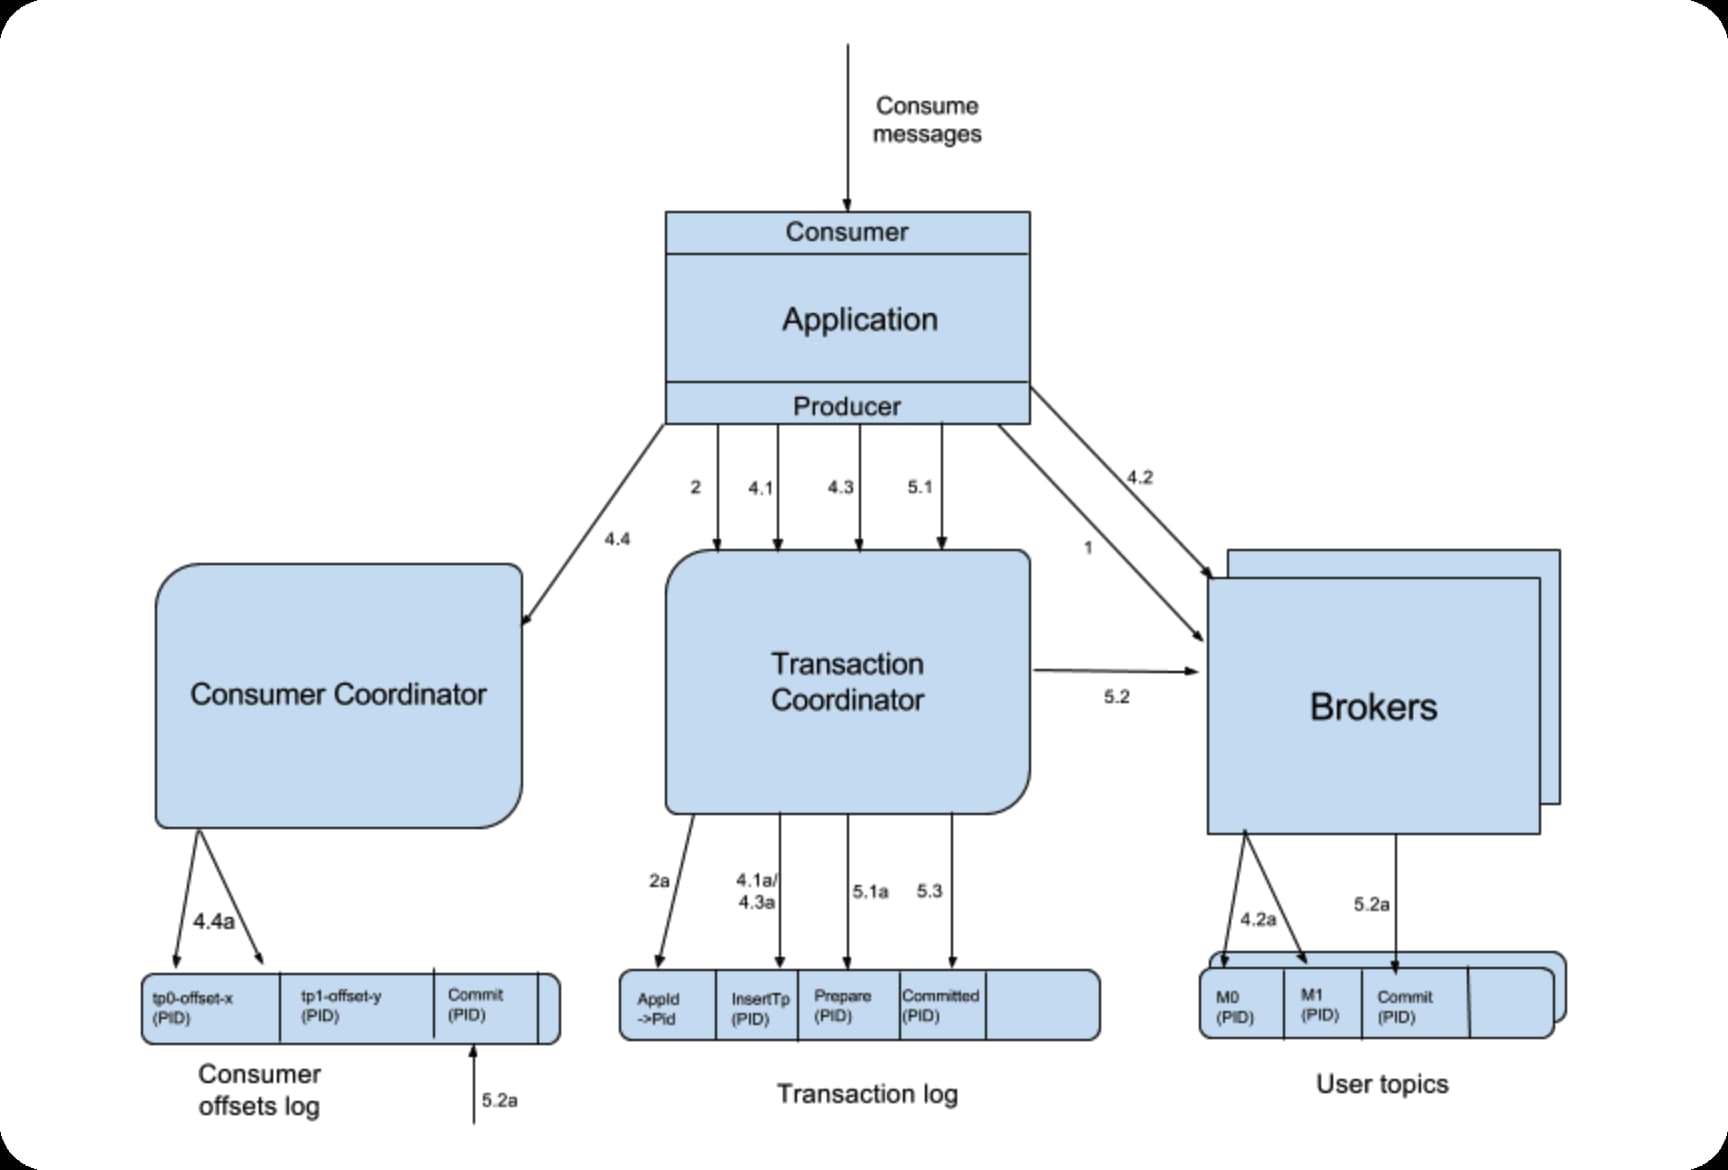 Consume
messages
Consumer
Application
Producer
4.4
2
4.1
4.3
5.1
4.2
1
Consumer Coordinator
Transaction
Coordinator
5.2
Brokers
4.4a
2a
4.1a/
4.3a
5.1a
5.3
4.2a
5.2a
tp0-offset-x
(PID)
tp1-offset-y
(PID)
Commit
(PID)
AppId
->Pid
InsertTp
(PID)
Prepare
(PID)
Committed
(PID)
M0
(PID)
M1
(PID)
Commit
(PID)
Consumer
offsets log
5.2a
Transaction log
User topics